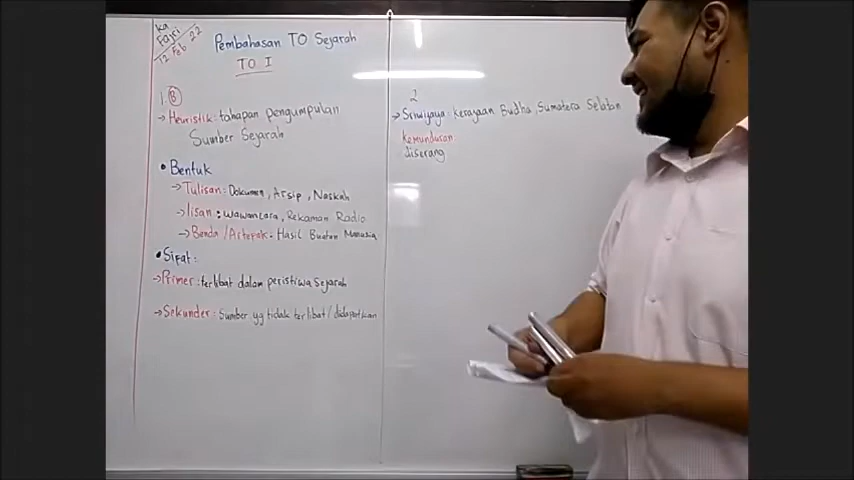 Ka
Fajri
12 Feb 22
Pembahasan TO Sejarah
TO I
1. B
→ Heuristik: tahapan pengumpulan
Sumber Sejarah
• Bentuk
→ Tulisan: Dokumen, Arsip, Naskah
→ lisan: wawancara, Rekaman Radio
→ Benda/Artepak: Hasil Buatan Manusia
• Sifat:
→ Primer: terlibat dalam peristiwa sejarah
→ Sekunder: Sumber yg tidak terlibat/didapatkan
2
→ Sriwijaya: Kerajaan Budha, Sumatera Selatan
Kemunduran:
diserang